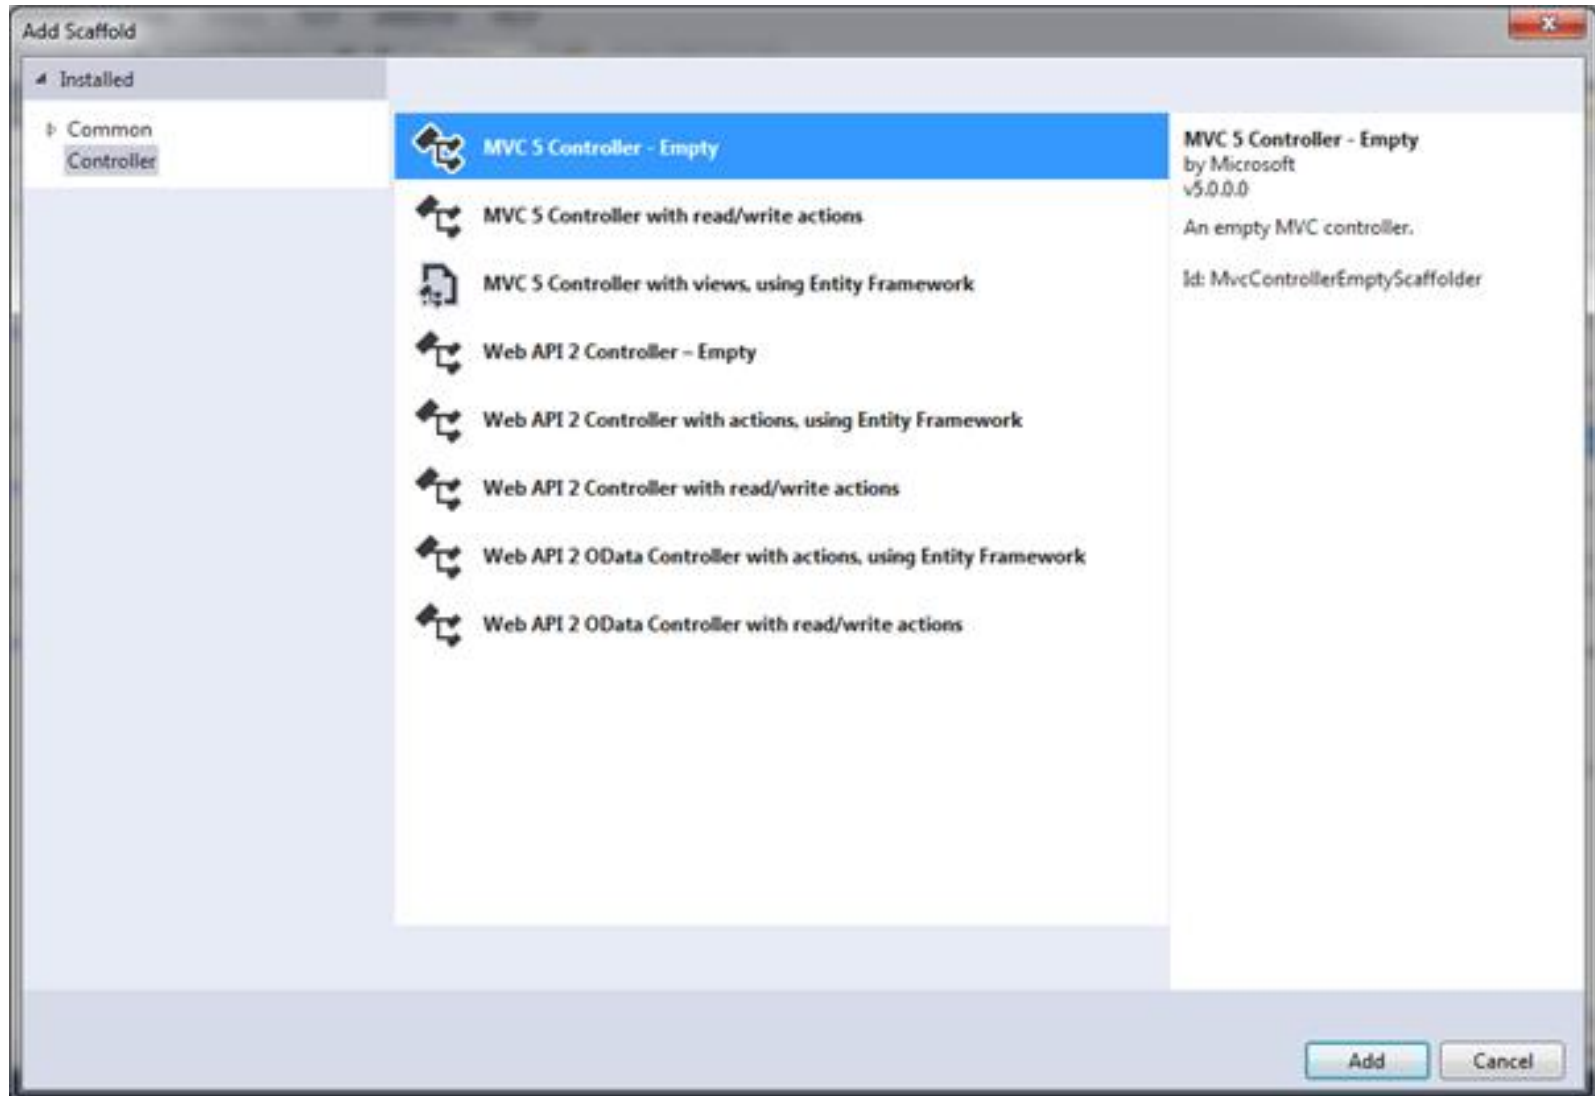 Add Scaffold
Installed
Common
Controller
MVC 5 Controller - Empty
MVC 5 Controller with read/write actions
MVC 5 Controller with views, using Entity Framework
Web API 2 Controller – Empty
Web API 2 Controller with actions, using Entity Framework
Web API 2 Controller with read/write actions
Web API 2 OData Controller with actions, using Entity Framework
Web API 2 OData Controller with read/write actions
MVC 5 Controller - Empty
by Microsoft
v5.0.0.0
An empty MVC controller.
Id: MvcControllerEmptyScaffolder
Add
Cancel